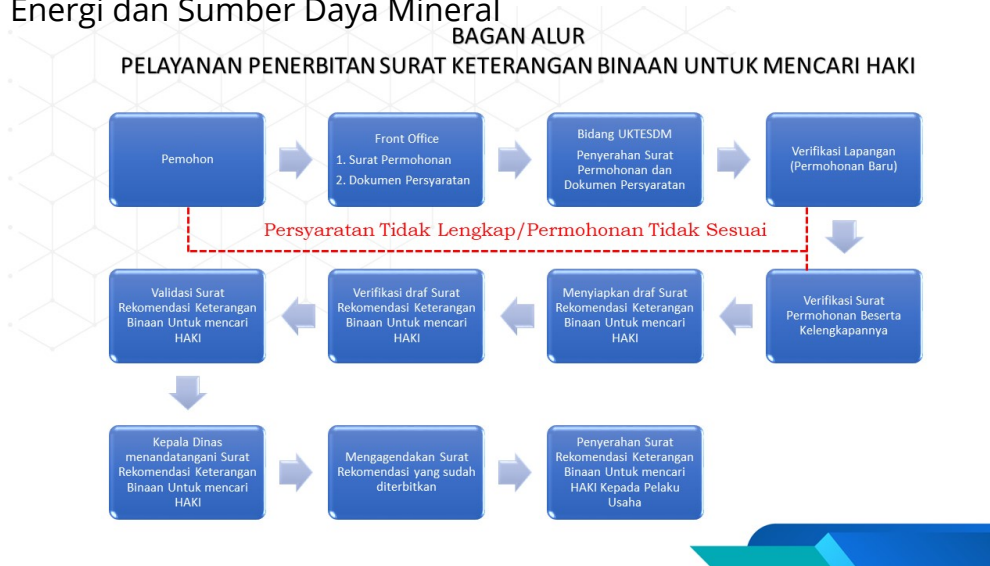 Energi dan Sumber Daya Mineral
BAGAN ALUR
PELAYANAN PENERBITAN SURAT KETERANGAN BINAAN UNTUK MENCARI HAKI
Pemohon
Front Office
1. Surat Permohonan
2. Dokumen Persyaratan
Bidang UKTESDM
Penyerahan Surat
Permohonan dan
Dokumen Persyaratan
Verifikasi Lapangan
(Permohonan Baru)
Persyaratan Tidak Lengkap/Permohonan Tidak Sesuai
Verifikasi Surat
Permohonan Beserta
Kelengkapannya
Menyiapkan draf Surat
Rekomendasi Keterangan
Binaan Untuk mencari
HAKI
Verifikasi draf Surat
Rekomendasi Keterangan
Binaan Untuk mencari
HAKI
Validasi Surat
Rekomendasi Keterangan
Binaan Untuk mencari
HAKI
Kepala Dinas
menandatangani Surat
Rekomendasi Keterangan
Binaan Untuk mencari
HAKI
Mengagendakan Surat
Rekomendasi yang sudah
diterbitkan
Penyerahan Surat
Rekomendasi Keterangan
Binaan Untuk mencari
HAKI Kepada Pelaku
Usaha